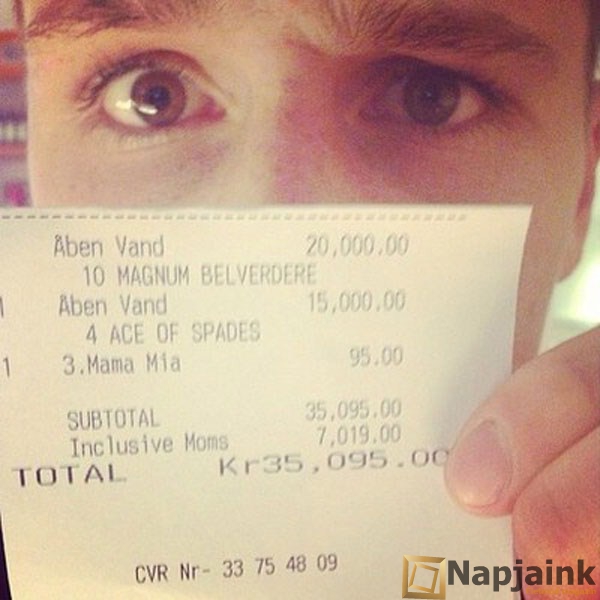 Åben Vand 20,000.00
10 MAGNUM BELVERDERE
1 Åben Vand 15,000.00
4 ACE OF SPADES
1 3.Mama Mia 95.00
SUBTOTAL 35,095.00
Inclusive Moms 7,019.00
TOTAL Kr35,095.00
CVR Nr- 33 75 48 09
Napjaink